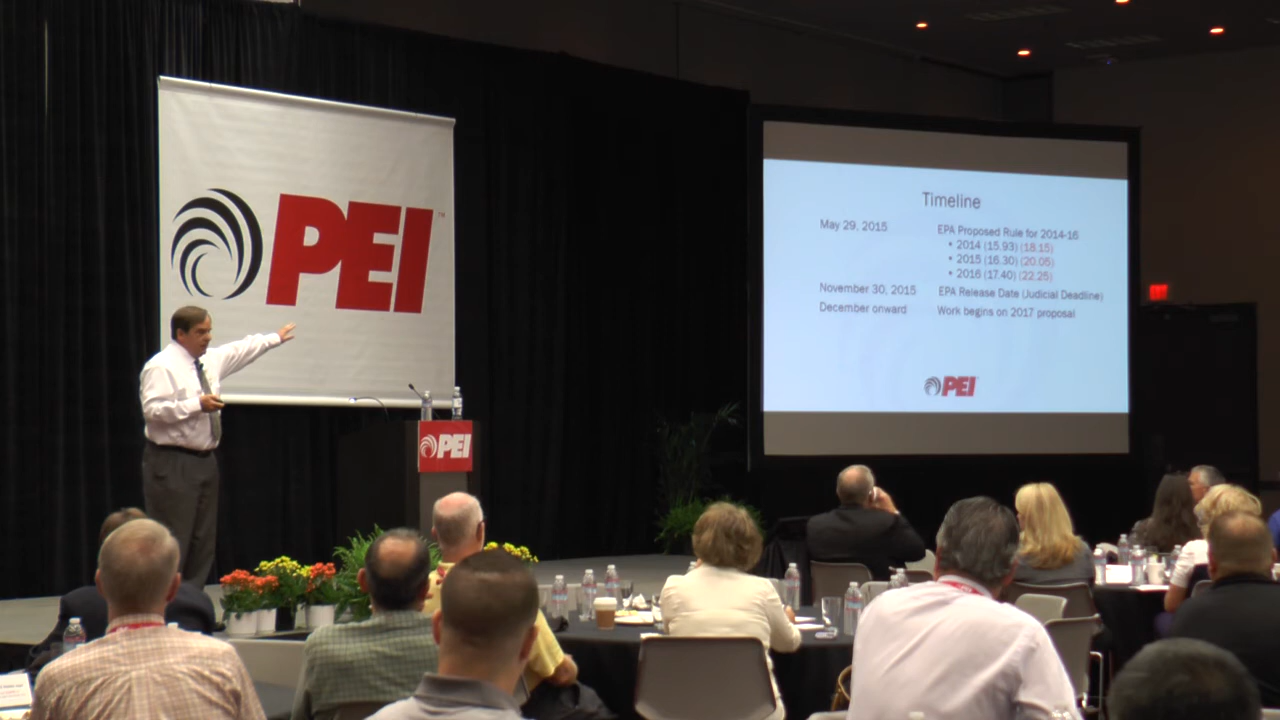 PEI™
Timeline
May 29, 2015 EPA Proposed Rule for 2014-16
• 2014 (15.93) (18.15)
• 2015 (16.30) (20.05)
• 2016 (17.40) (22.25)
November 30, 2015 EPA Release Date (Judicial Deadline)
December onward Work begins on 2017 proposal
PEI
PEI